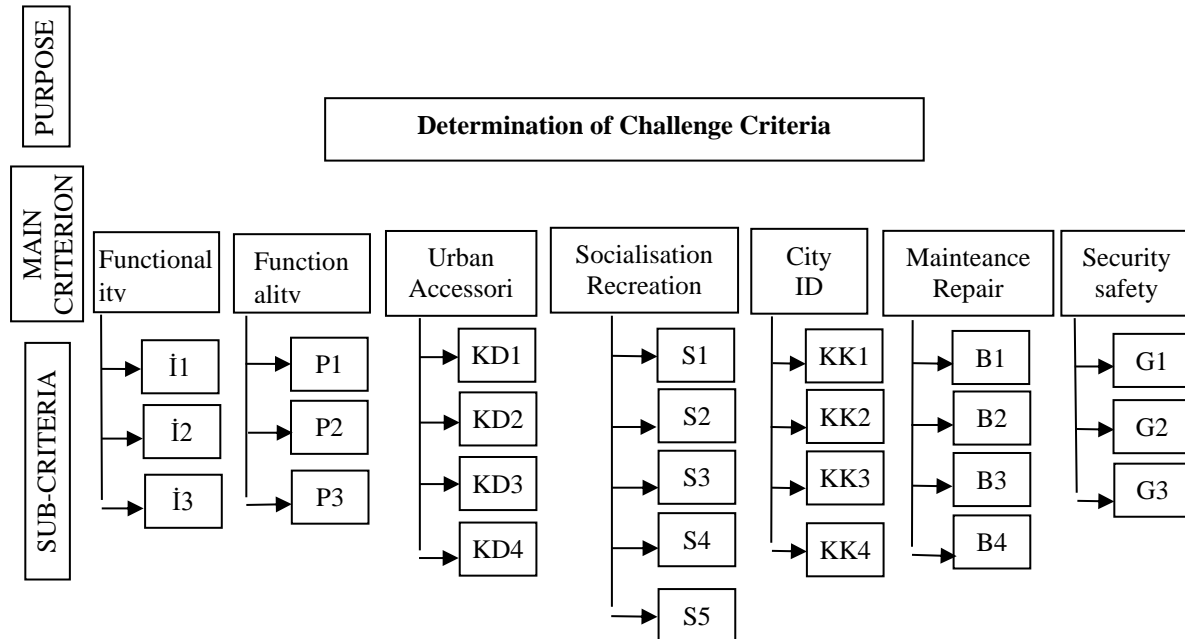 PURPOSE
Determination of Challenge Criteria
MAIN
CRITERION
Functional
ity
Function
ality
Urban
Accessori
Socialisation
Recreation
City
ID
Mainteance
Repair
Security
safety
SUB-CRITERIA
İ1
İ2
İ3
P1
P2
P3
KD1
KD2
KD3
KD4
S1
S2
S3
S4
S5
KK1
KK2
KK3
KK4
B1
B2
B3
B4
G1
G2
G3